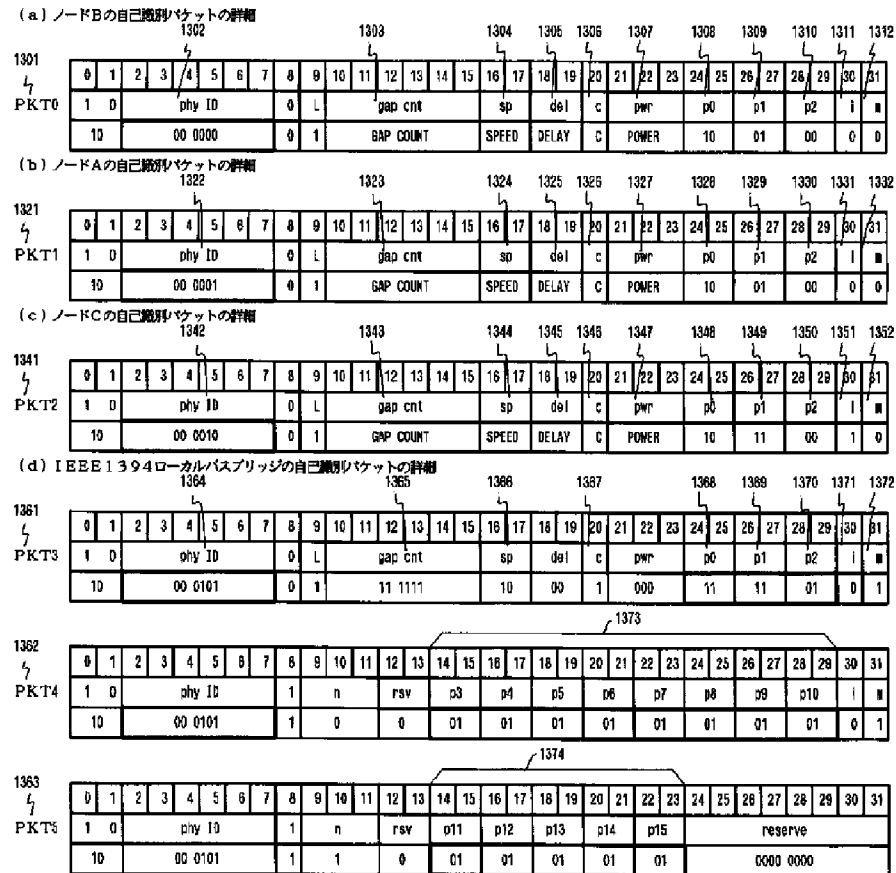 (a) ノードBの自己識別パケットの詳細
1302 1303 1304 1305 1306 1307 1308 1309 1310 1311 1312
1301
PKT0
0 1 2 3 4 5 6 7 8 9 10 11 12 13 14 15 16 17 18 19 20 21 22 23 24 25 26 27 28 29 30 31
1 0 phy ID 0 L gap cnt sp del c pwr p0 p1 p2 i m
10 00 0000 0 1 GAP COUNT SPEED DELAY C POWER 10 01 00 0 0
(b) ノードAの自己識別パケットの詳細
1322 1323 1324 1325 1326 1327 1328 1329 1330 1331 1332
1321
PKT1
0 1 2 3 4 5 6 7 8 9 10 11 12 13 14 15 16 17 18 19 20 21 22 23 24 25 26 27 28 29 30 31
1 0 phy ID 0 L gap cnt sp del c pwr p0 p1 p2 i m
10 00 0001 0 1 GAP COUNT SPEED DELAY C POWER 10 01 00 0 0
(c) ノードCの自己識別パケットの詳細
1342 1343 1344 1345 1346 1347 1348 1349 1350 1351 1352
1341
PKT2
0 1 2 3 4 5 6 7 8 9 10 11 12 13 14 15 16 17 18 19 20 21 22 23 24 25 26 27 28 29 30 31
1 0 phy ID 0 L gap cnt sp del c pwr p0 p1 p2 i m
10 00 0010 0 1 GAP COUNT SPEED DELAY C POWER 10 11 00 1 0
(d) IEEE1394ローカルバスブリッジの自己識別パケットの詳細
1364 1365 1366 1367 1368 1369 1370 1371 1372
1361
PKT3
0 1 2 3 4 5 6 7 8 9 10 11 12 13 14 15 16 17 18 19 20 21 22 23 24 25 26 27 28 29 30 31
1 0 phy ID 0 L gap cnt sp del c pwr p0 p1 p2 i m
10 00 0101 0 1 11 1111 10 00 1 000 11 11 01 0 1
1373
1362
PKT4
0 1 2 3 4 5 6 7 8 9 10 11 12 13 14 15 16 17 18 19 20 21 22 23 24 25 26 27 28 29 30 31
1 0 phy ID 1 n rsv p3 p4 p5 p6 p7 p8 p9 p10 i m
10 00 0101 1 0 0 01 01 01 01 01 01 01 01 0 1
1374
1363
PKT5
0 1 2 3 4 5 6 7 8 9 10 11 12 13 14 15 16 17 18 19 20 21 22 23 24 25 26 27 28 29 30 31
1 0 phy ID 1 n rsv p11 p12 p13 p14 p15 reserve
10 00 0101 1 1 0 01 01 01 01 01 0000 0000